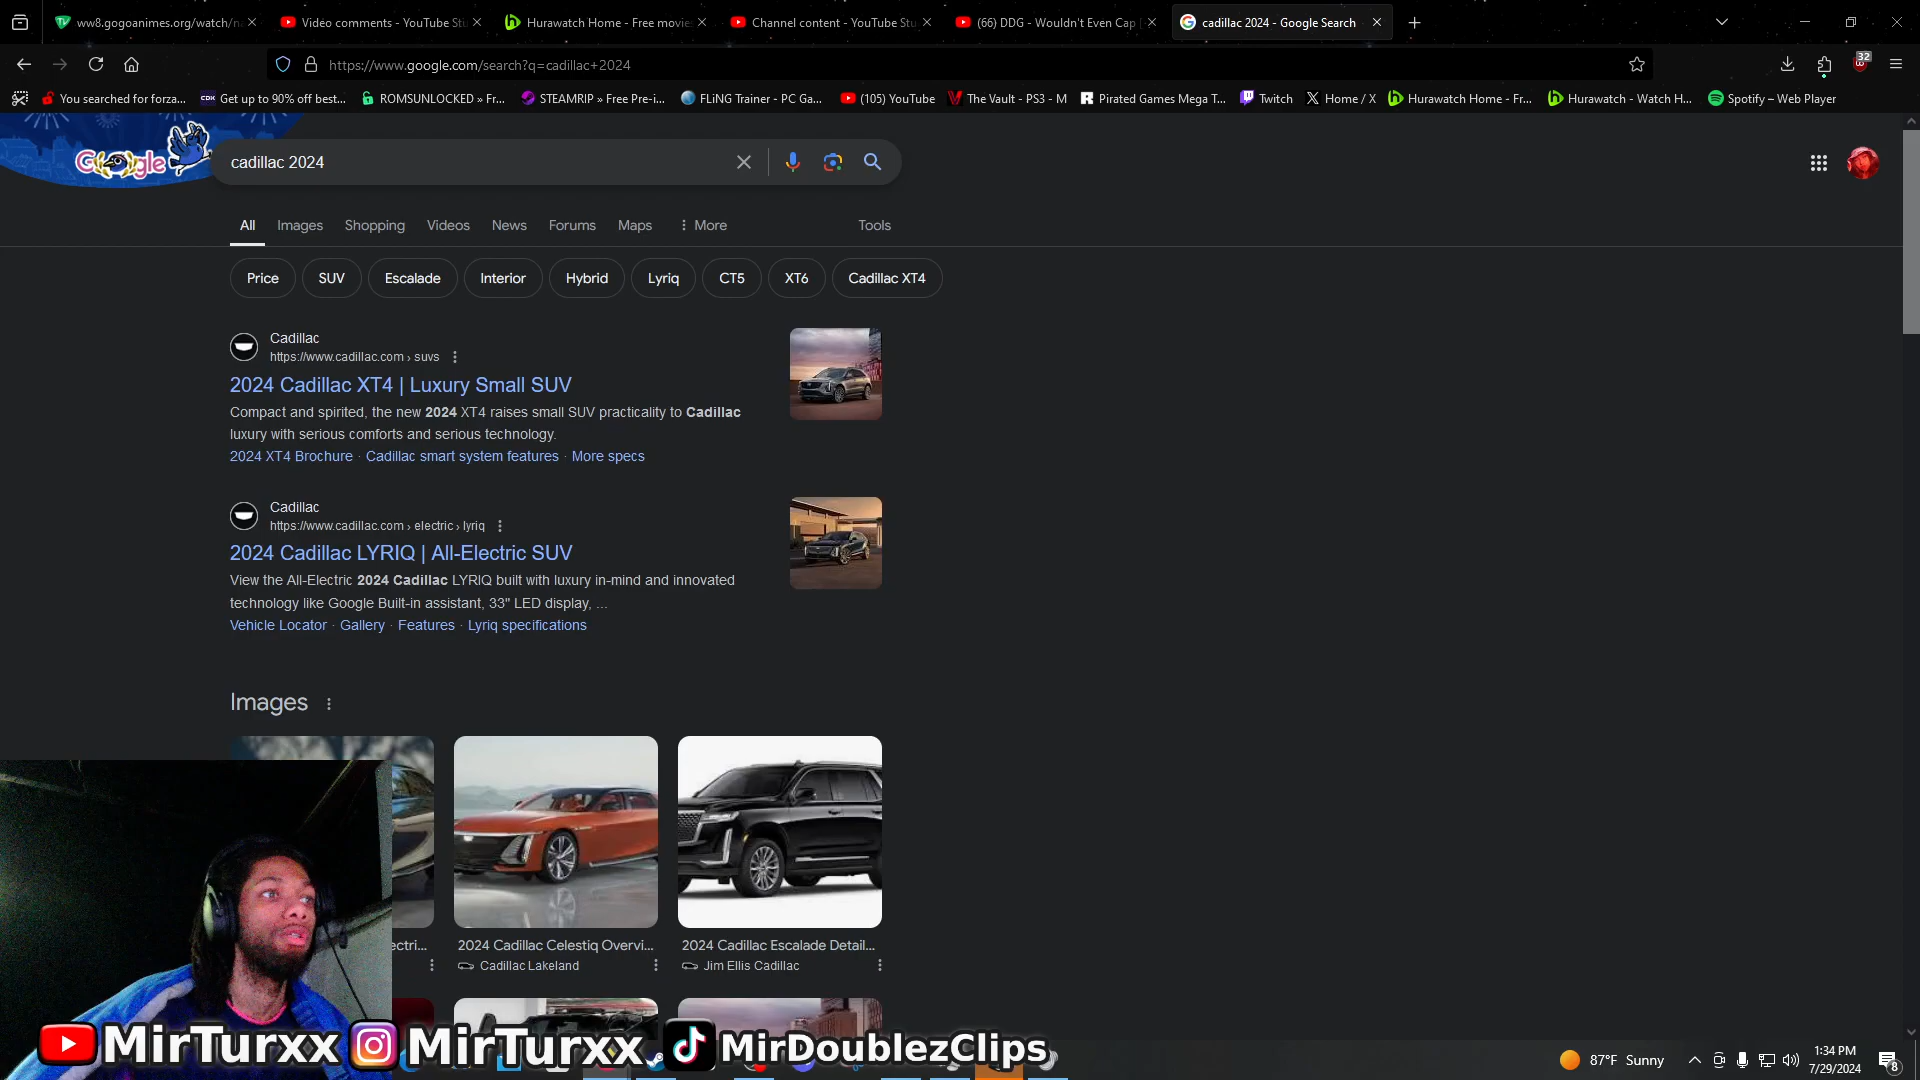 ww8.gogoanimes.org/watch/na
Video comments - YouTube Stu
Hurawatch Home - Free movie
Channel content - YouTube Stu
(66) DDG - Wouldn't Even Cap
cadillac 2024 - Google Search
https://www.google.com/search?q=cadillac+2024
32
You searched for forza...
Get up to 90% off best...
ROMSUNLOCKED » Fr...
STEAMRIP » Free Pre-i...
FLiNG Trainer - PC Ga...
(105) YouTube
The Vault - PS3 - M
Pirated Games Mega T...
Twitch
Home / X
Hurawatch Home - Fr...
Hurawatch - Watch H...
Spotify – Web Player
Google
cadillac 2024
All
Images
Shopping
Videos
News
Forums
Maps
More
Tools
Price
SUV
Escalade
Interior
Hybrid
Lyriq
CT5
XT6
Cadillac XT4
Cadillac
https://www.cadillac.com › suvs
2024 Cadillac XT4 | Luxury Small SUV
Compact and spirited, the new 2024 XT4 raises small SUV practicality to Cadillac
luxury with serious comforts and serious technology.
2024 XT4 Brochure · Cadillac smart system features · More specs
Cadillac
https://www.cadillac.com › electric › lyriq
2024 Cadillac LYRIQ | All-Electric SUV
View the All-Electric 2024 Cadillac LYRIQ built with luxury in-mind and innovated
technology like Google Built-in assistant, 33" LED display, ...
Vehicle Locator · Gallery · Features · Lyriq specifications
Images
ectri...
2024 Cadillac Celestiq Overvi...
Cadillac Lakeland
2024 Cadillac Escalade Detail...
Jim Ellis Cadillac
MirTurxx
MirTurxx
MirDoublezClips
87°F Sunny
1:34 PM
7/29/2024
8